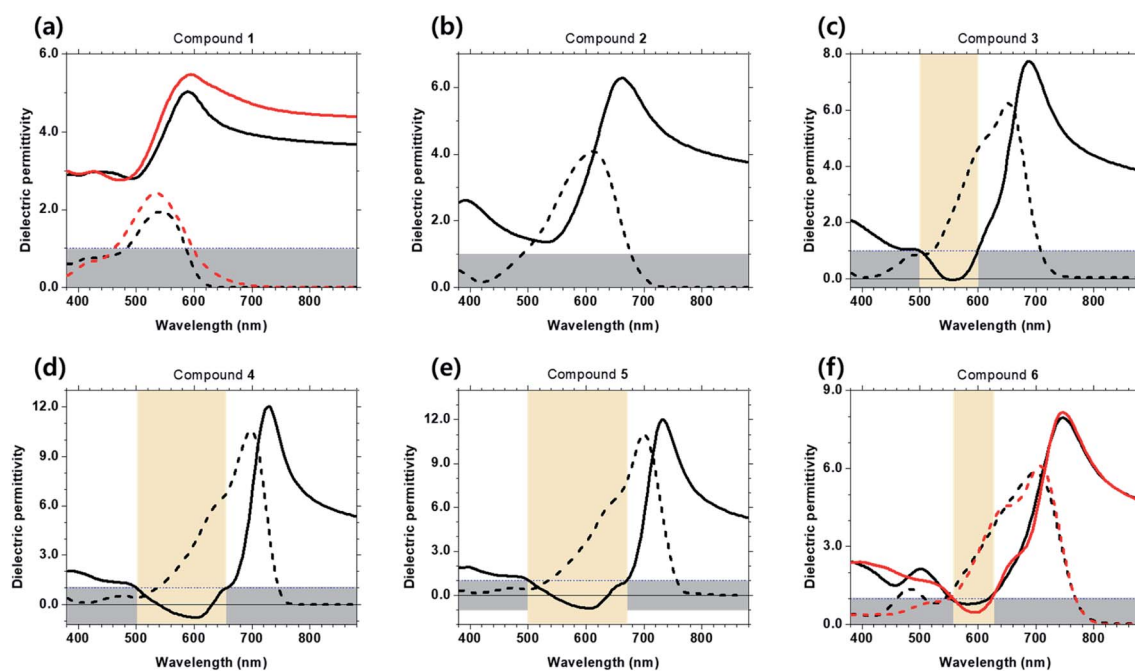 (a)
Compound 1
Dielectric permittivity
6.0
4.0
2.0
0.0
400 500 600 700 800
Wavelength (nm)
(b)
Compound 2
Dielectric permittivity
6.0
4.0
2.0
0.0
400 500 600 700 800
Wavelength (nm)
(c)
Compound 3
Dielectric permittivity
8.0
6.0
4.0
2.0
0.0
400 500 600 700 800
Wavelength (nm)
(d)
Compound 4
Dielectric permittivity
12.0
9.0
6.0
3.0
0.0
400 500 600 700 800
Wavelength (nm)
(e)
Compound 5
Dielectric permittivity
12.0
9.0
6.0
3.0
0.0
400 500 600 700 800
Wavelength (nm)
(f)
Compound 6
Dielectric permittivity
9.0
6.0
3.0
0.0
400 500 600 700 800
Wavelength (nm)